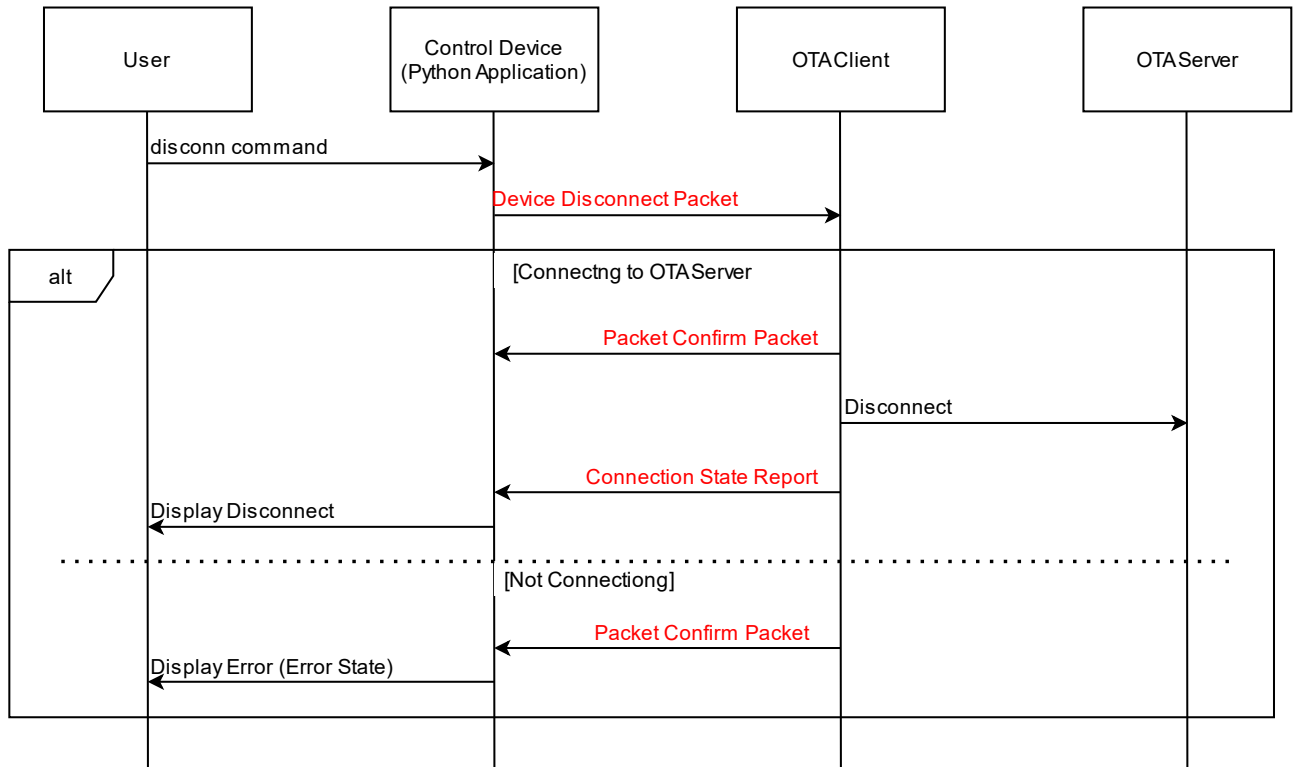 User
Control Device
(Python Application)
OTAClient
OTAServer
disconn command
Device Disconnect Packet
alt
[Connectng to OTAServer
Packet Confirm Packet
Disconnect
Connection State Report
Display Disconnect
[Not Connectiong]
Packet Confirm Packet
Display Error (Error State)